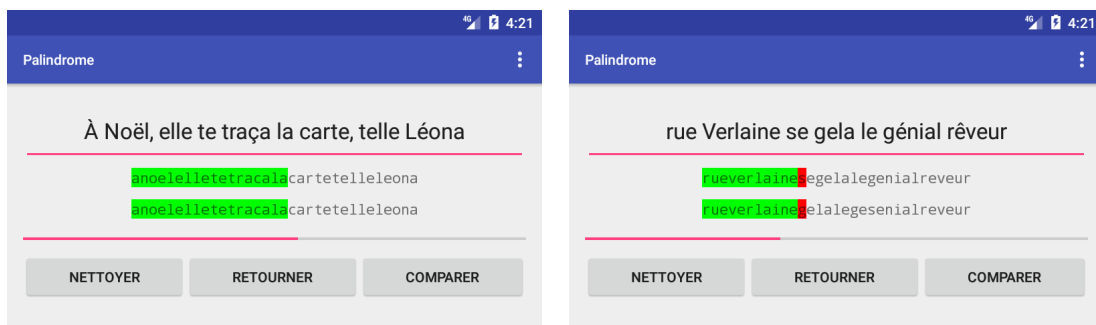 4G 4:21
Palindrome
À Noël, elle te traça la carte, telle Léona
anoelelletetracalacartetelleleona
anoelelletetracalacartetelleleona
NETTOYER RETOURNER COMPARER
4G 4:21
Palindrome
rue Verlaine se gela le génial rêveur
rueverlainesegelalegenialreveur
rueverlainegelalegesenialreveur
NETTOYER RETOURNER COMPARER